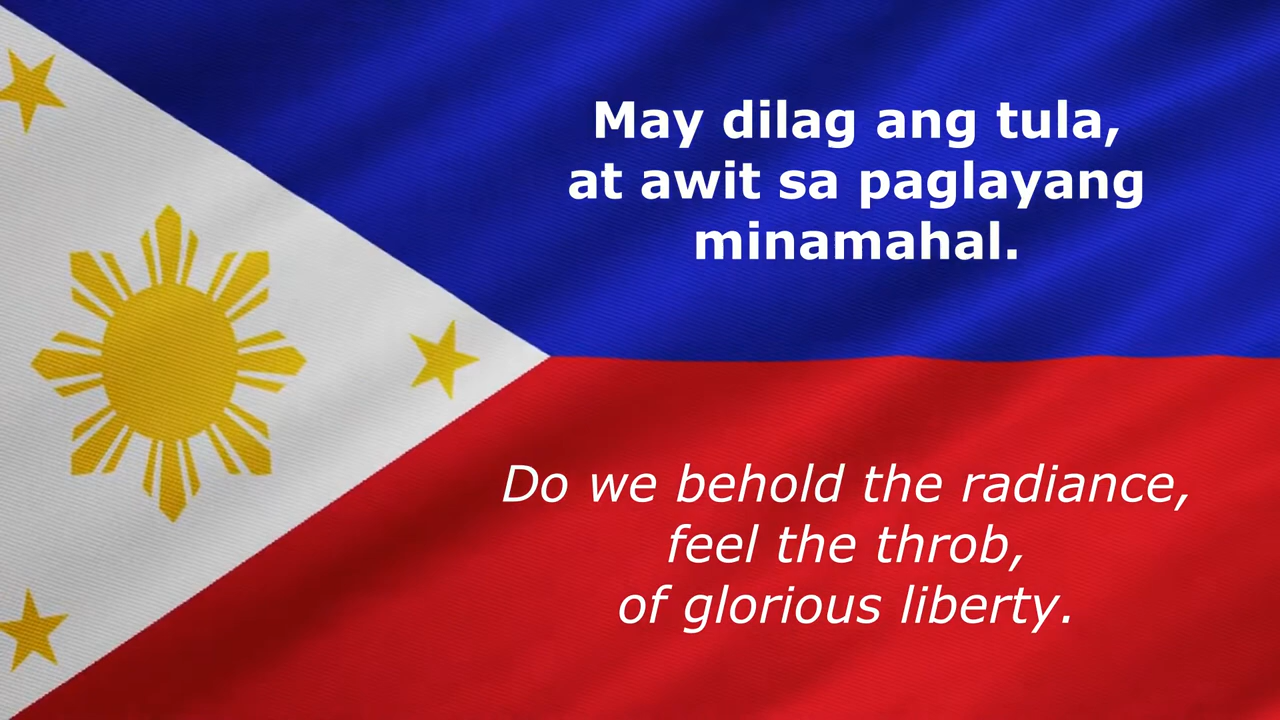 May dilag ang tula,
at awit sa paglayang
minamahal.
Do we behold the radiance,
feel the throb,
of glorious liberty.